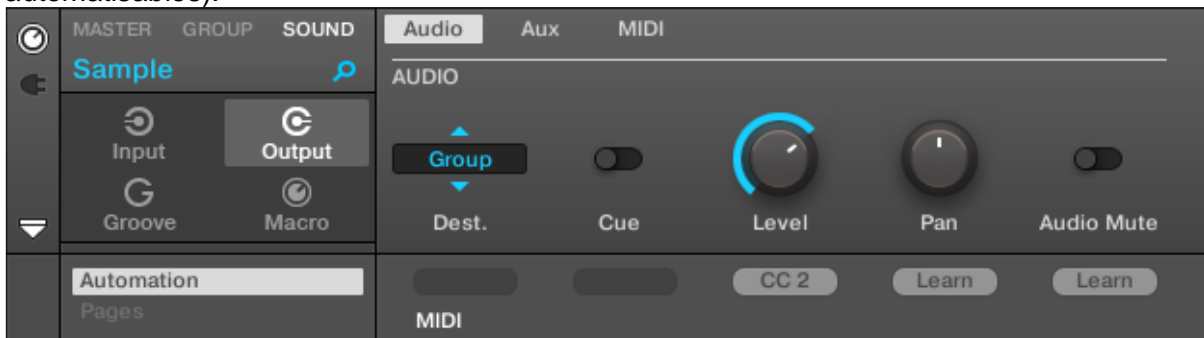 automatisables).
MASTER GROUP SOUND
Sample
Input Output
Groove Macro
Automation
Pages
Audio Aux MIDI
AUDIO
Group
Dest. Cue Level Pan Audio Mute
CC 2 Learn Learn
MIDI